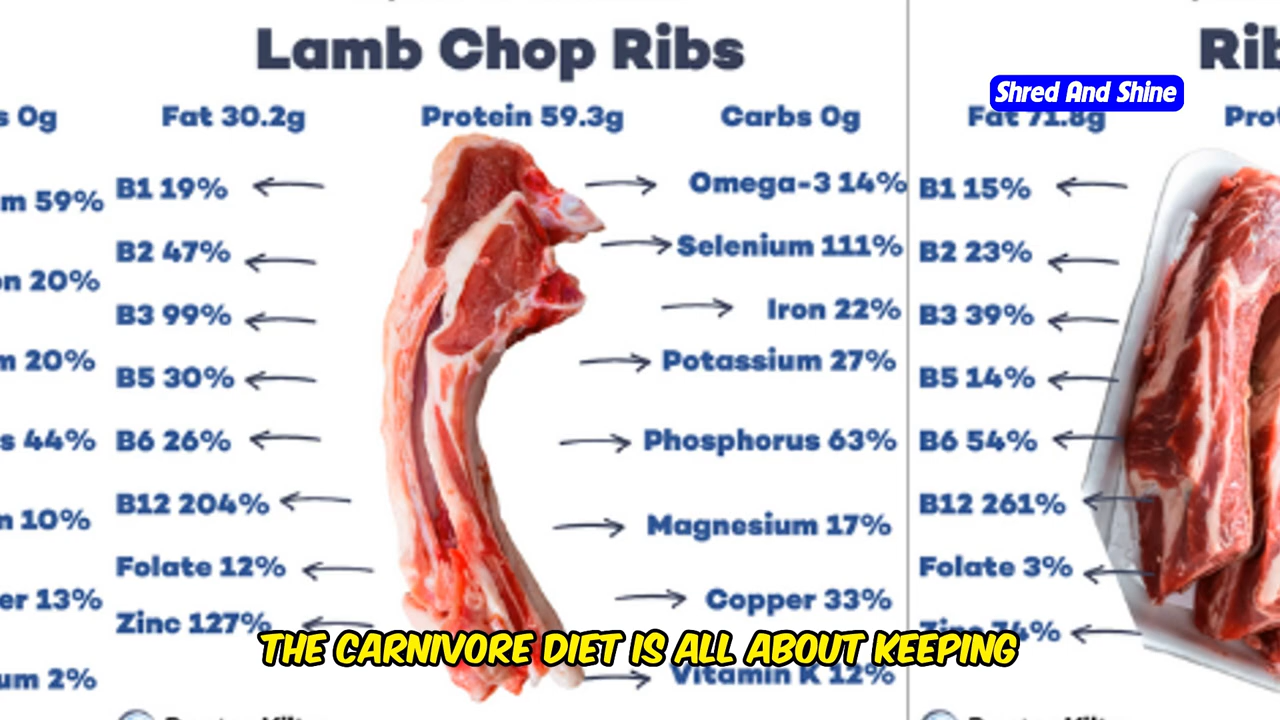 Lamb Chop Ribs
Rib
Shred And Shine
s 0g
Fat 30.2g
Protein 59.3g
Carbs 0g
Fat 71.8g
Prot
m 59%
on 20%
m 20%
s 44%
n 10%
er 13%
um 2%
B1 19%
B2 47%
B3 99%
B5 30%
B6 26%
B12 204%
Folate 12%
Zinc 127%
Omega-3 14%
Selenium 111%
Iron 22%
Potassium 27%
Phosphorus 63%
Magnesium 17%
Copper 33%
Vitamin K 12%
B1 15%
B2 23%
B3 39%
B5 14%
B6 54%
B12 261%
Folate 3%
Zinc 74%
THE CARNIVORE DIET IS ALL ABOUT KEEPING